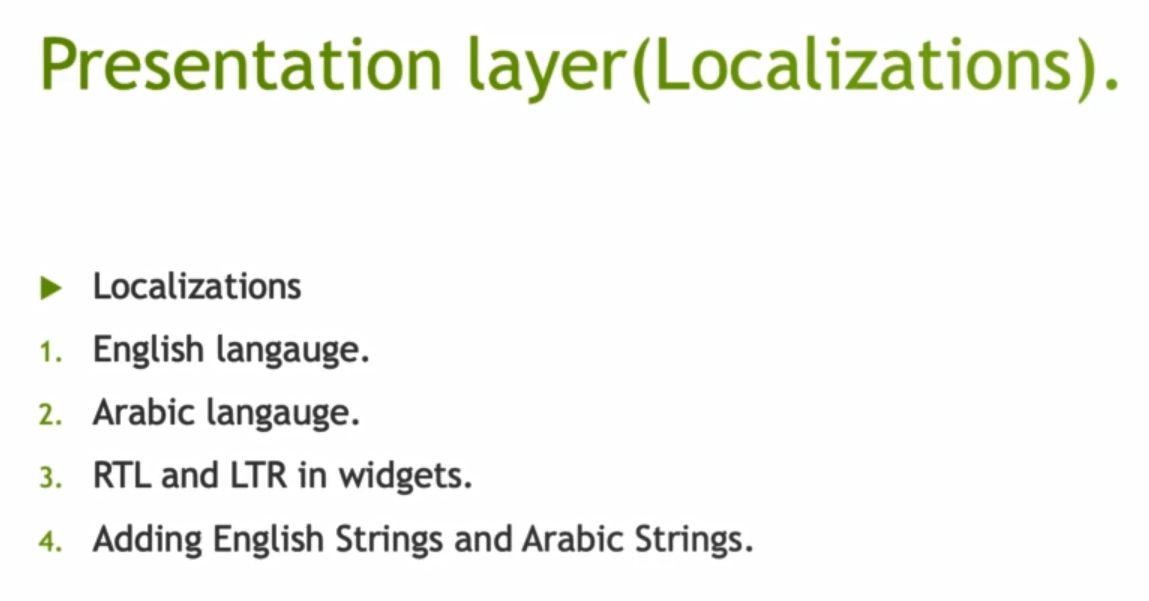 Presentation layer(Localizations).
▶ Localizations
1. English langauge.
2. Arabic langauge.
3. RTL and LTR in widgets.
4. Adding English Strings and Arabic Strings.